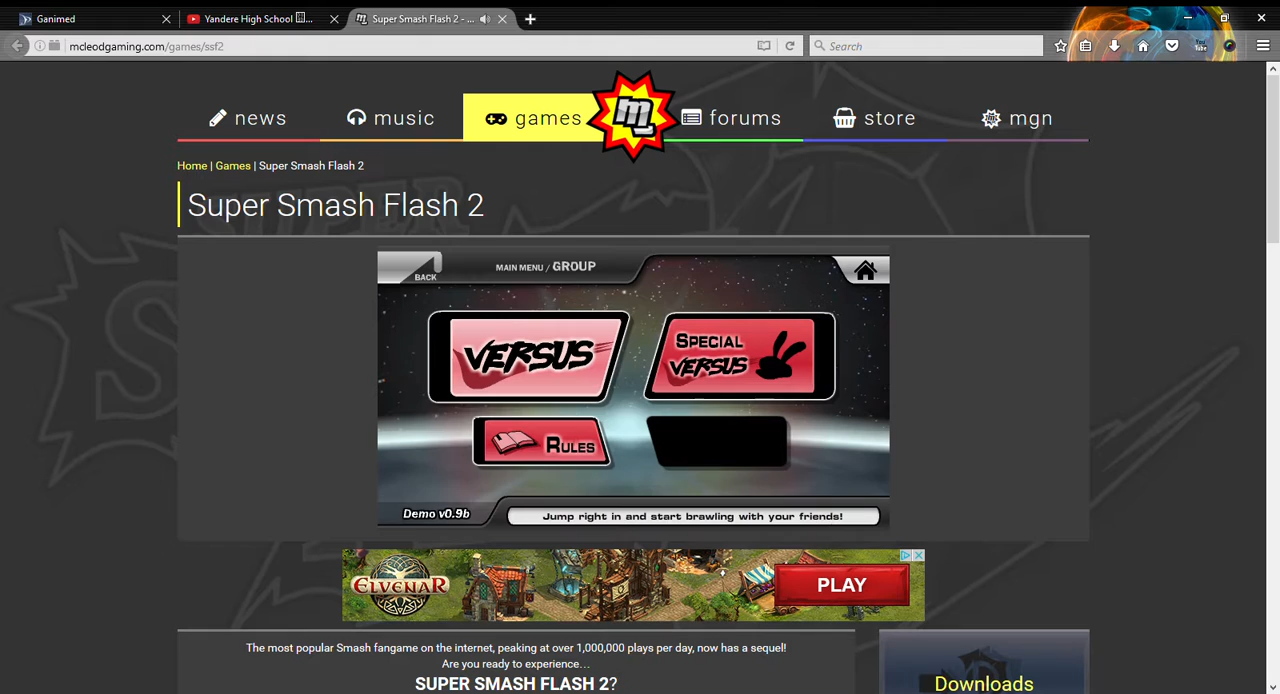 Ganimed
Yandere High School
Super Smash Flash 2 - ...
mcleodgaming.com/games/ssf2
Search
You
Tube
news
music
games
forums
store
mgn
Home | Games | Super Smash Flash 2
Super Smash Flash 2
BACK
MAIN MENU / GROUP
VERSUS
SPECIAL
VERSUS
RULES
Demo v0.9b
Jump right in and start brawling with your friends!
ELVENAR
PLAY
The most popular Smash fangame on the internet, peaking at over 1,000,000 plays per day, now has a sequel!
Are you ready to experience...
SUPER SMASH FLASH 2?
Downloads